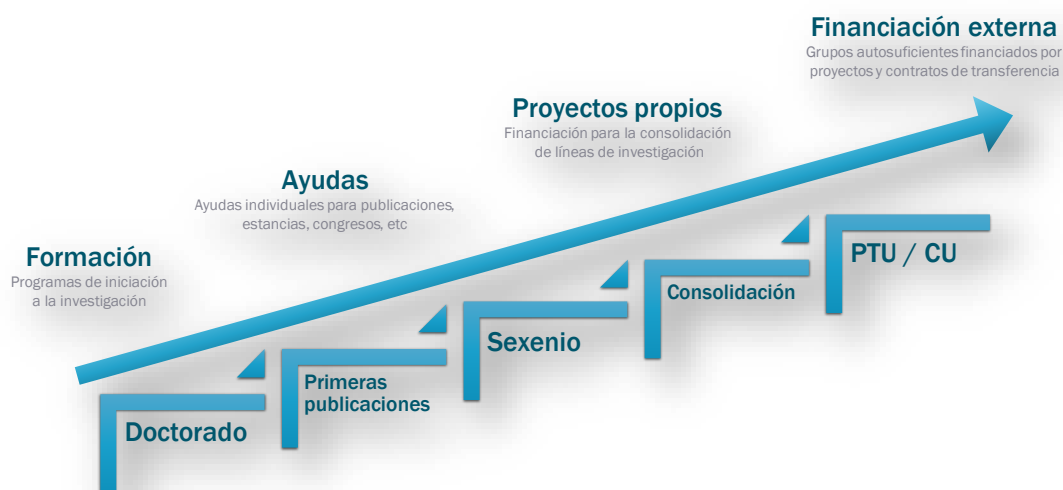 Financiación externa
Grupos autosuficientes financiados por
proyectos y contratos de transferencia
Proyectos propios
Financiación para la consolidación
de líneas de investigación
Ayudas
Ayudas individuales para publicaciones,
estancias, congresos, etc
Formación
Programas de iniciación
a la investigación
PTU / CU
Consolidación
Sexenio
Primeras
publicaciones
Doctorado